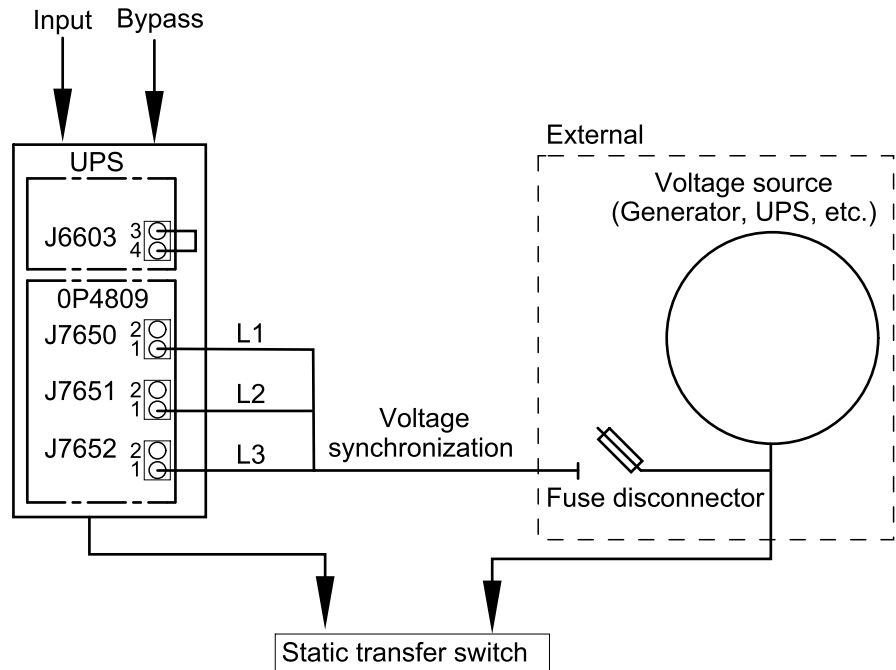 Input Bypass
UPS
J6603 3
4
0P4809
J7650 2
1
L1
J7651 2
1
L2
J7652 2
1
L3
Voltage
synchronization
External
Voltage source
(Generator, UPS, etc.)
Fuse disconnector
Static transfer switch